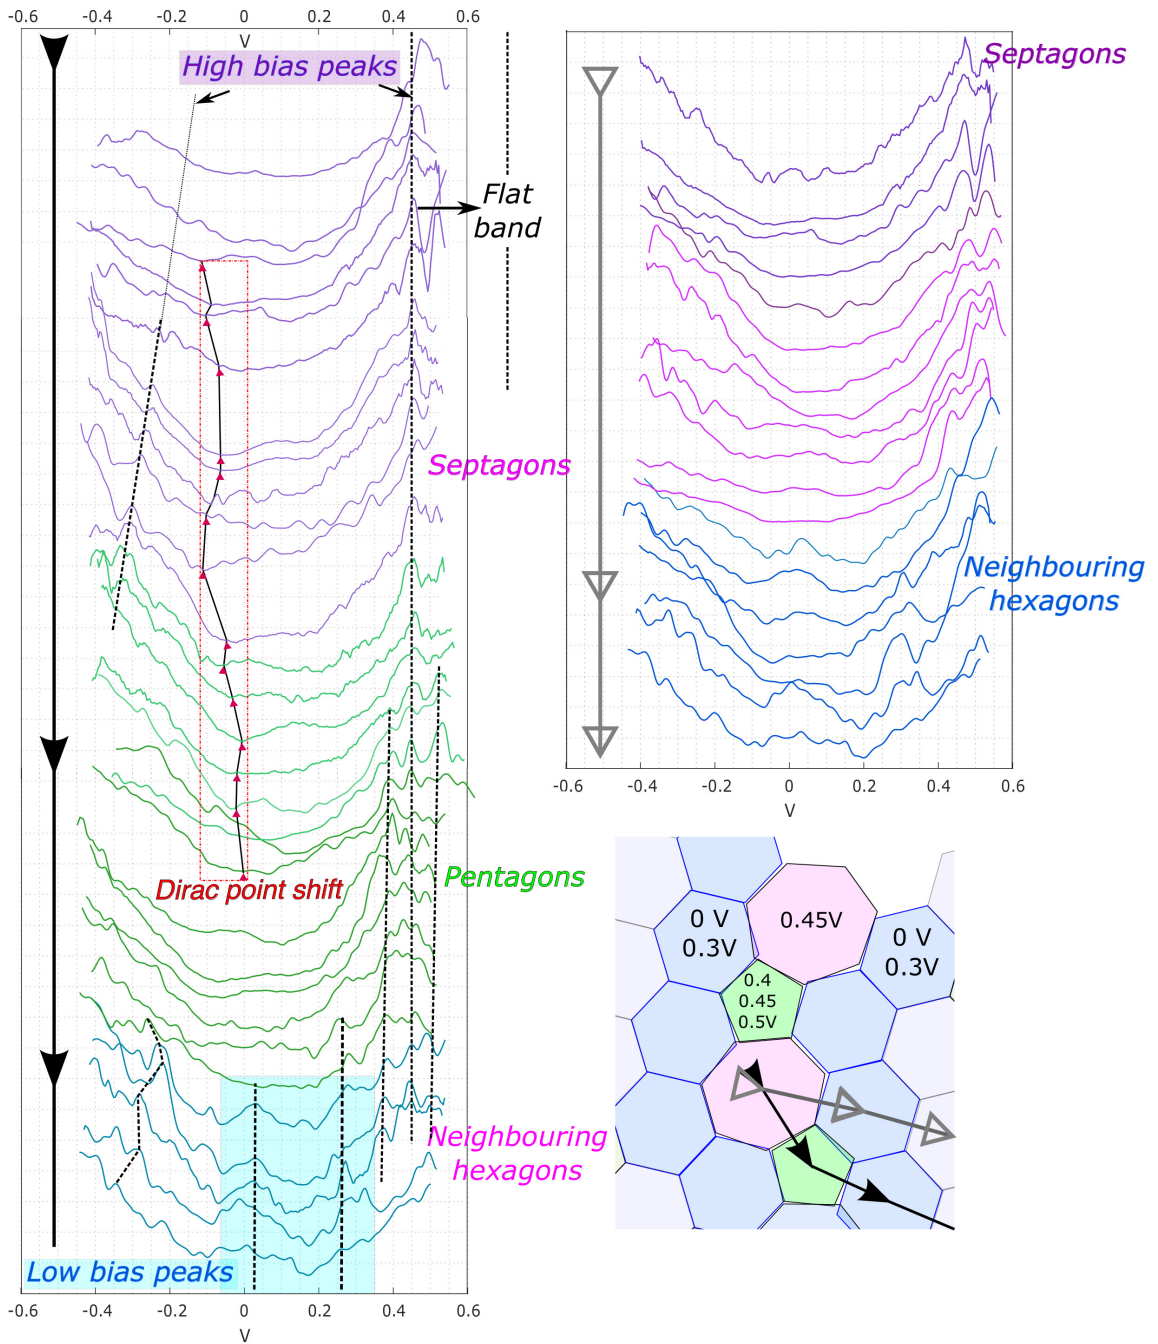 -0.6 -0.4 -0.2 0 0.2 0.4 0.6
V
High bias peaks
Flat
band
Septagons
Dirac point shift
Pentagons
Neighbouring
hexagons
Low bias peaks
-0.6 -0.4 -0.2 0 0.2 0.4 0.6
V
Septagons
Neighbouring
hexagons
-0.6 -0.4 -0.2 0 0.2 0.4 0.6
V
0 V
0.3V
0.45V
0 V
0.3V
0.4
0.45
0.5V